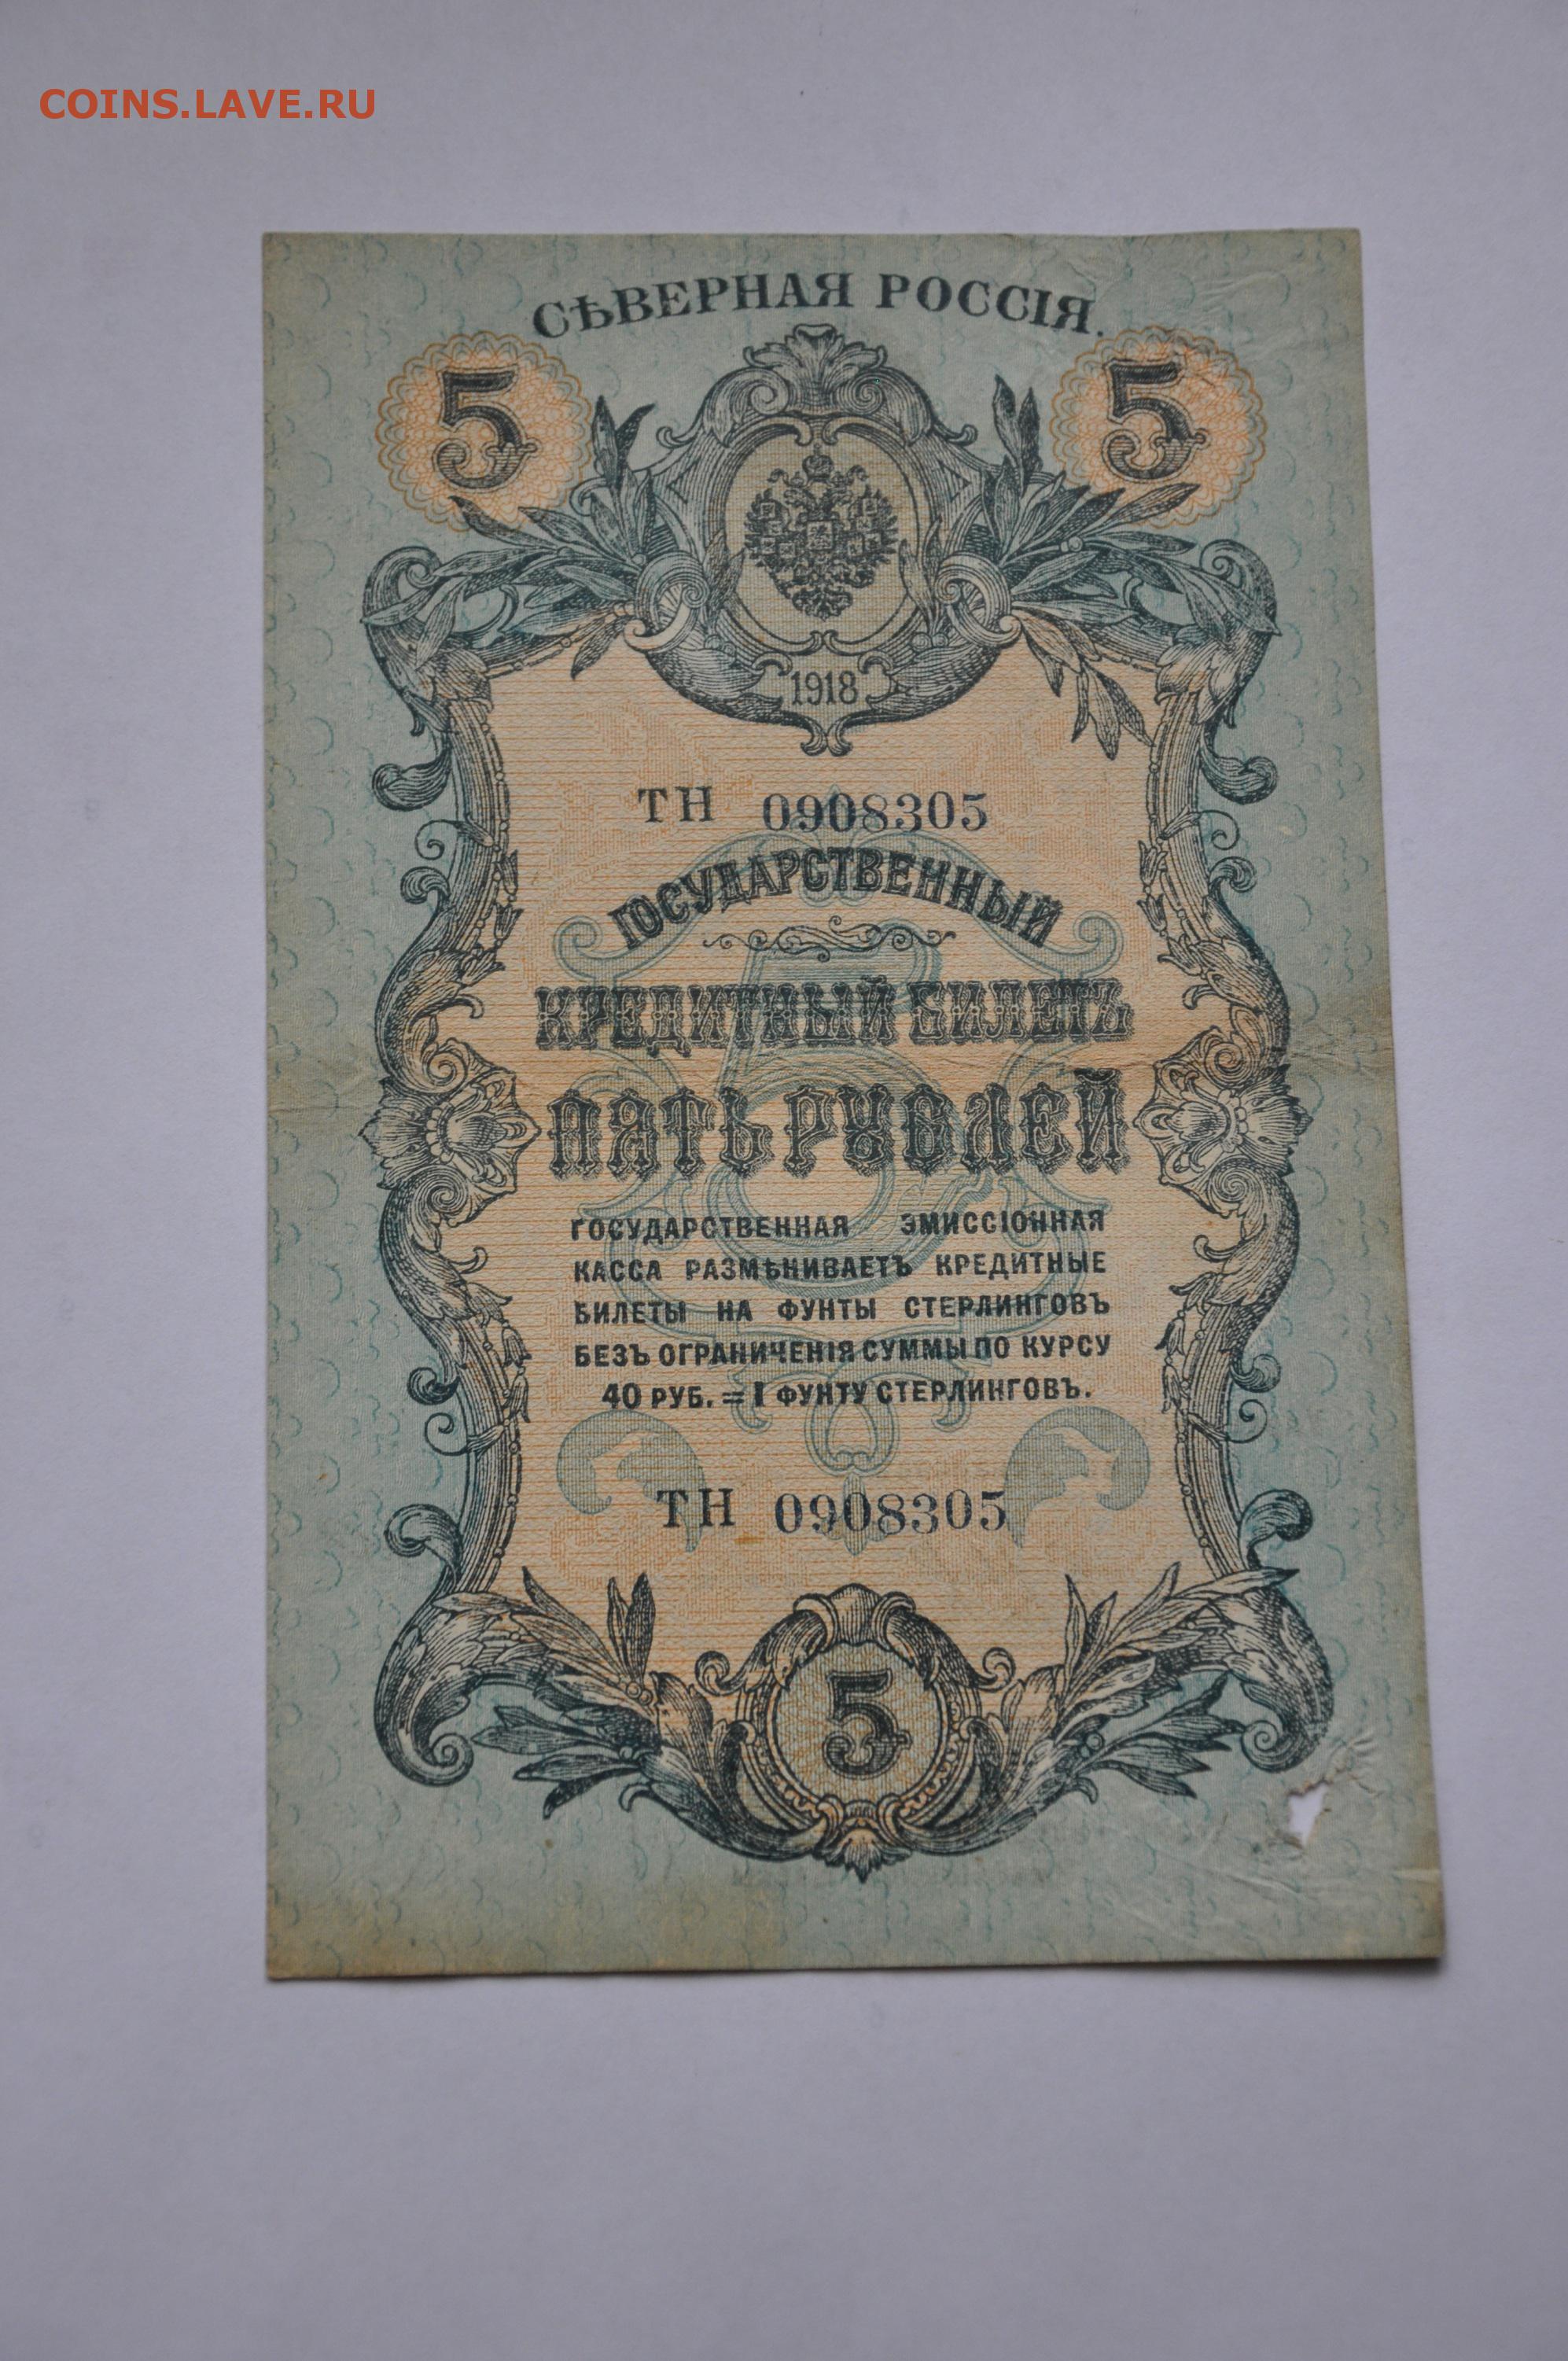 COINS.LAVE.RU
СѢВЕРНАЯ РОССІЯ.
5 5
1918
ТН 0908305
ГОСУДАРСТВЕННЫЙ
КРЕДИТНЫЙ БИЛЕТЪ
ПЯТЬ РУБЛЕЙ
ГОСУДАРСТВЕННАЯ ЭМИССІОННАЯ
КАССА РАЗМѢНИВАЕТЪ КРЕДИТНЫЕ
БИЛЕТЫ НА ФУНТЫ СТЕРЛИНГОВЪ
БЕЗЪ ОГРАНИЧЕНІЯ СУММЫ ПО КУРСУ
40 РУБ. = 1 ФУНТУ СТЕРЛИНГОВЪ.
ТН 0908305
5